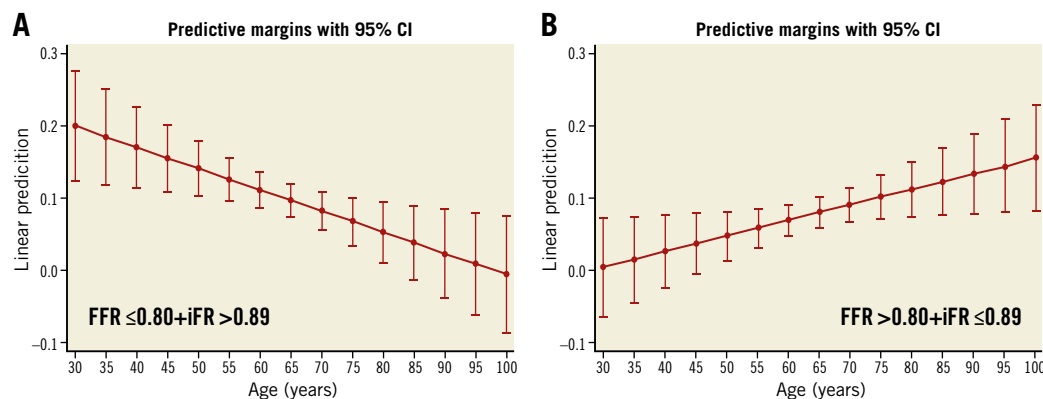 A
Predictive margins with 95% CI
0.3
0.2
0.1
0.0
–0.1
Linear predicition
FFR ≤0.80+iFR >0.89
30 35 40 45 50 55 60 65 70 75 80 85 90 95 100
Age (years)
B
Predictive margins with 95% CI
0.3
0.2
0.1
0.0
–0.1
Linear prediction
FFR >0.80+iFR ≤0.89
30 35 40 45 50 55 60 65 70 75 80 85 90 95 100
Age (years)